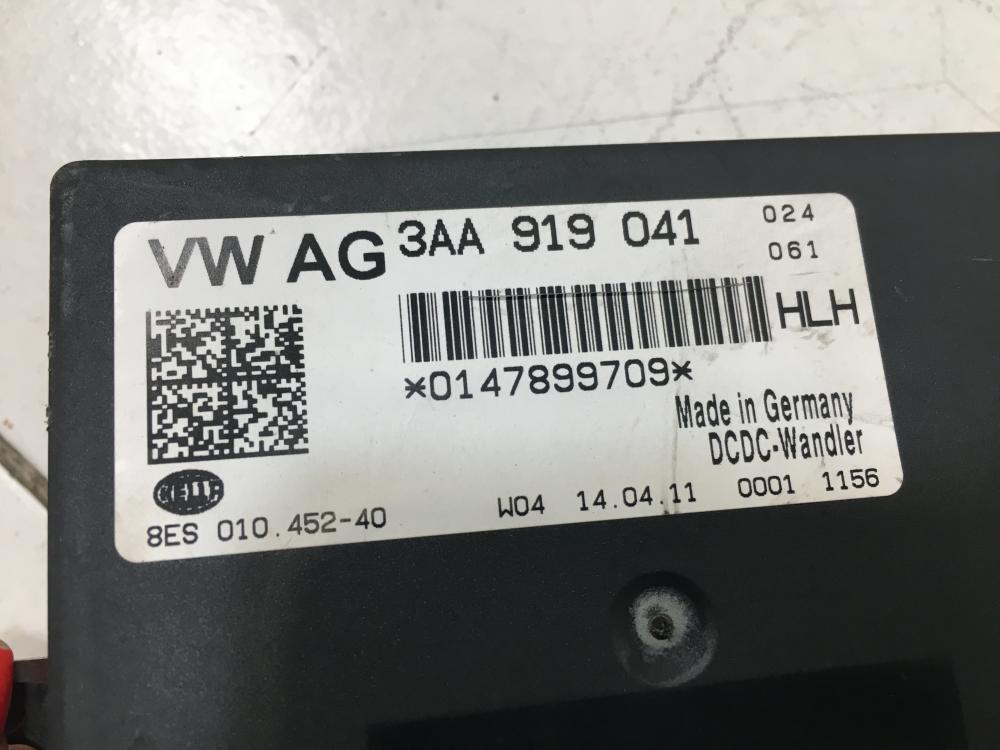 VW AG 3AA 919 041
024
061
HLH
*0147899709*
Made in Germany
DCDC-Wandler
HELLA
8ES 010.452-40
W04 14.04.11 0001 1156